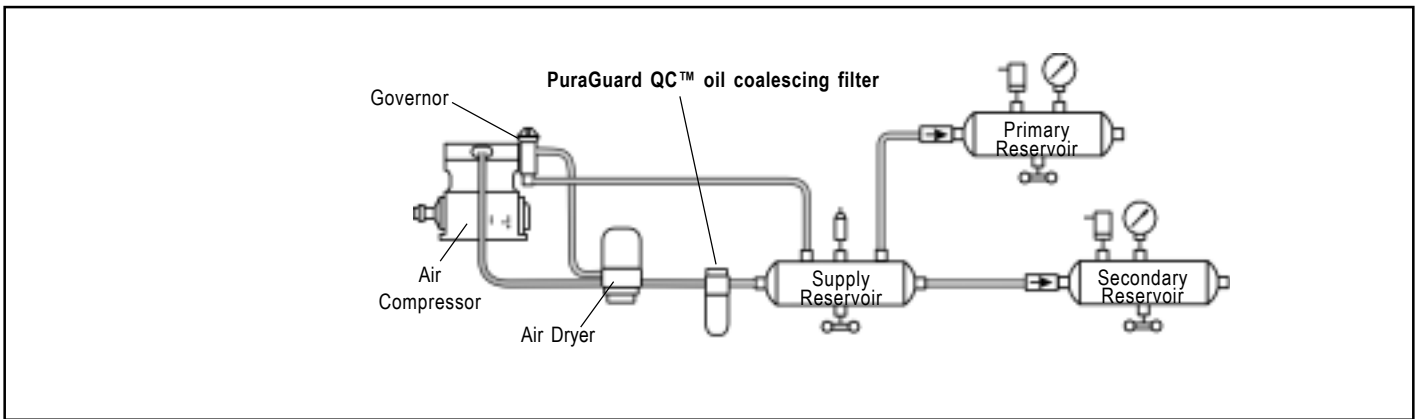 PuraGuard QC™ oil coalescing filter
Governor
Primary
Reservoir
Air
Compressor
Air Dryer
Supply
Reservoir
Secondary
Reservoir